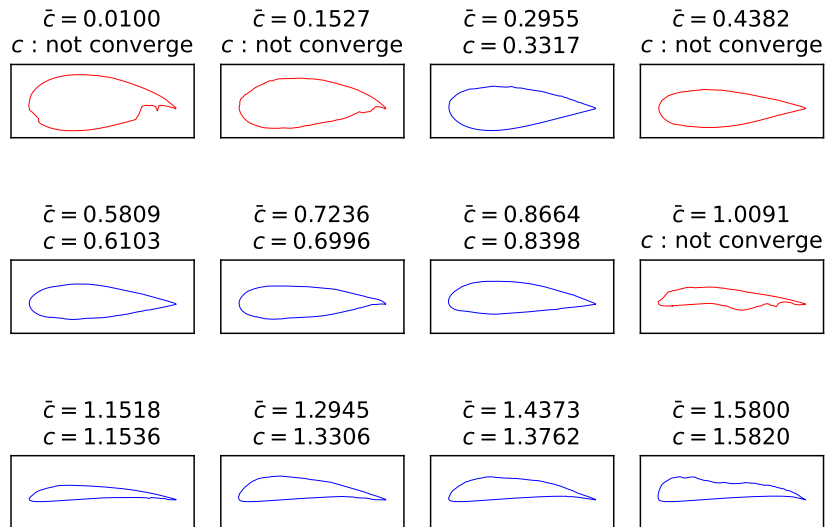 c̄ = 0.0100
c : not converge
c̄ = 0.1527
c : not converge
c̄ = 0.2955
c = 0.3317
c̄ = 0.4382
c : not converge
c̄ = 0.5809
c = 0.6103
c̄ = 0.7236
c = 0.6996
c̄ = 0.8664
c = 0.8398
c̄ = 1.0091
c : not converge
c̄ = 1.1518
c = 1.1536
c̄ = 1.2945
c = 1.3306
c̄ = 1.4373
c = 1.3762
c̄ = 1.5800
c = 1.5820